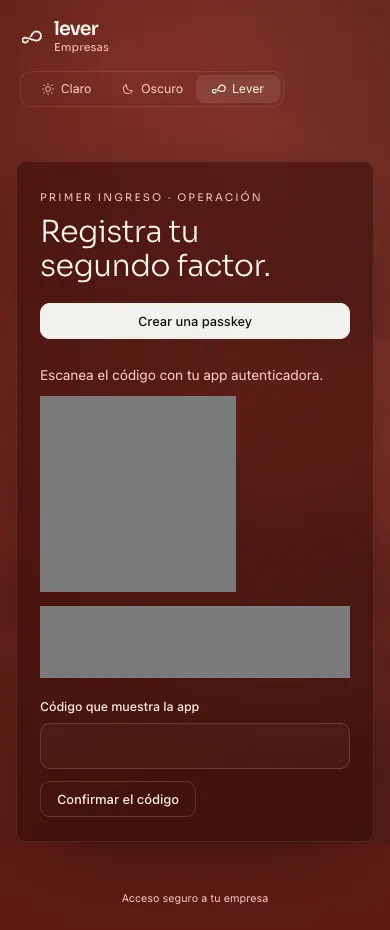 lever
Empresas
Claro
Oscuro
Lever
PRIMER INGRESO · OPERACIÓN
Registra tu
segundo factor.
Crear una passkey
Escanea el código con tu app autenticadora.
Código que muestra la app
Confirmar el código
Acceso seguro a tu empresa